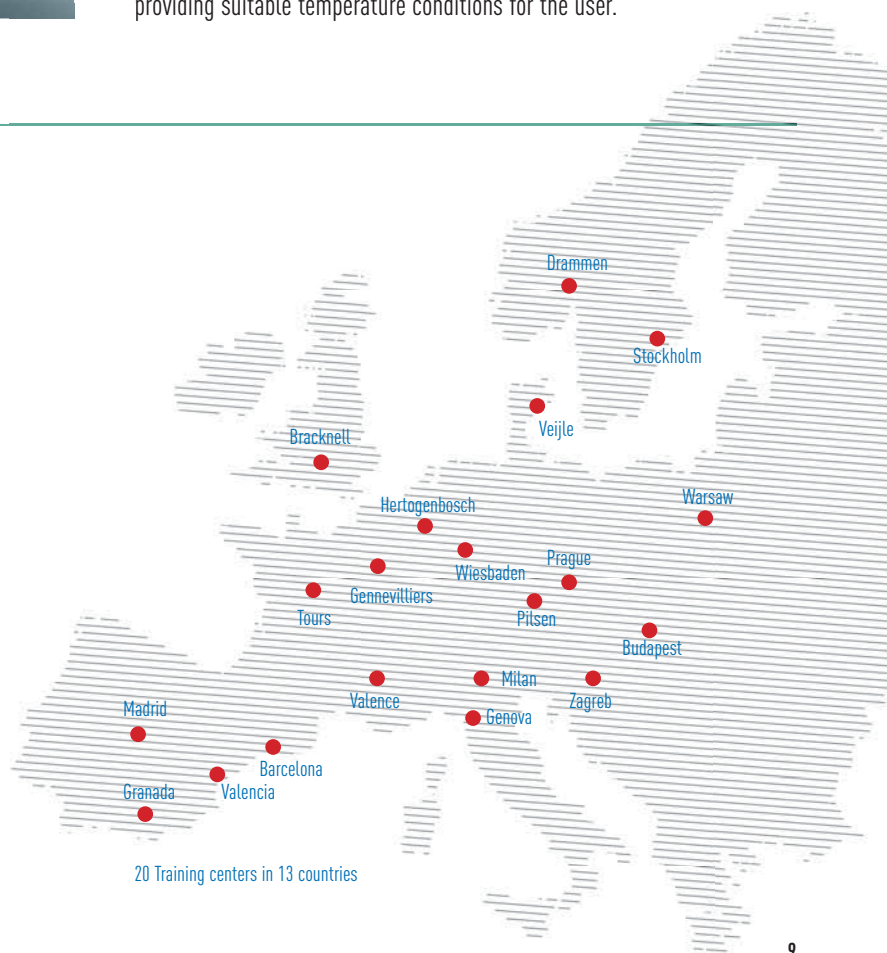 providing suitable temperature conditions for the user.
Drammen
Stockholm
Veijle
Bracknell
Warsaw
Hertogenbosch
Prague
Wiesbaden
Gennevilliers
Tours
Pilsen
Budapest
Milan
Valence
Zagreb
Madrid
Genova
Barcelona
Granada
Valencia
20 Training centers in 13 countries
9